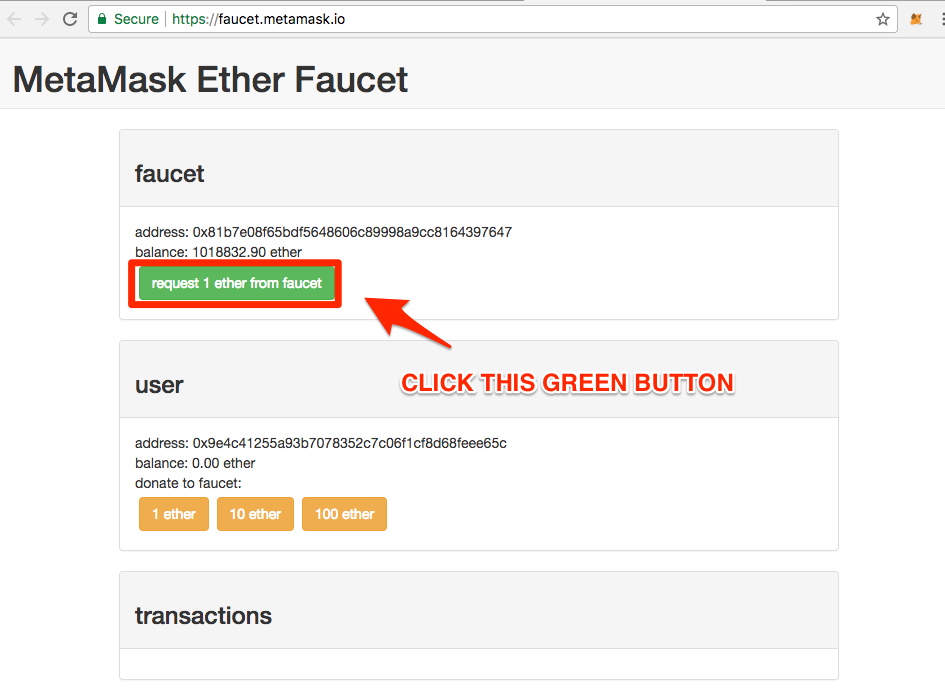 Secure https://faucet.metamask.io
MetaMask Ether Faucet
faucet
address: 0x81b7e08f65bdf5648606c89998a9cc8164397647
balance: 1018832.90 ether
request 1 ether from faucet
CLICK THIS GREEN BUTTON
user
address: 0x9e4c41255a93b7078352c7c06f1cf8d68feee65c
balance: 0.00 ether
donate to faucet:
1 ether 10 ether 100 ether
transactions